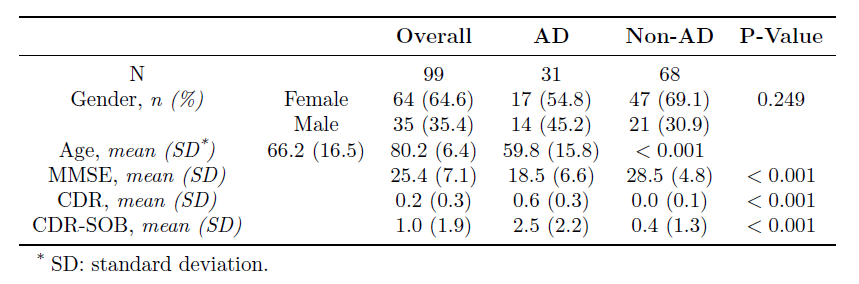 Overall AD Non-AD P-Value
N 99 31 68
Gender, n (%) Female 64 (64.6) 17 (54.8) 47 (69.1) 0.249
Male 35 (35.4) 14 (45.2) 21 (30.9)
Age, mean (SD*) 66.2 (16.5) 80.2 (6.4) 59.8 (15.8) < 0.001
MMSE, mean (SD) 25.4 (7.1) 18.5 (6.6) 28.5 (4.8) < 0.001
CDR, mean (SD) 0.2 (0.3) 0.6 (0.3) 0.0 (0.1) < 0.001
CDR-SOB, mean (SD) 1.0 (1.9) 2.5 (2.2) 0.4 (1.3) < 0.001
* SD: standard deviation.